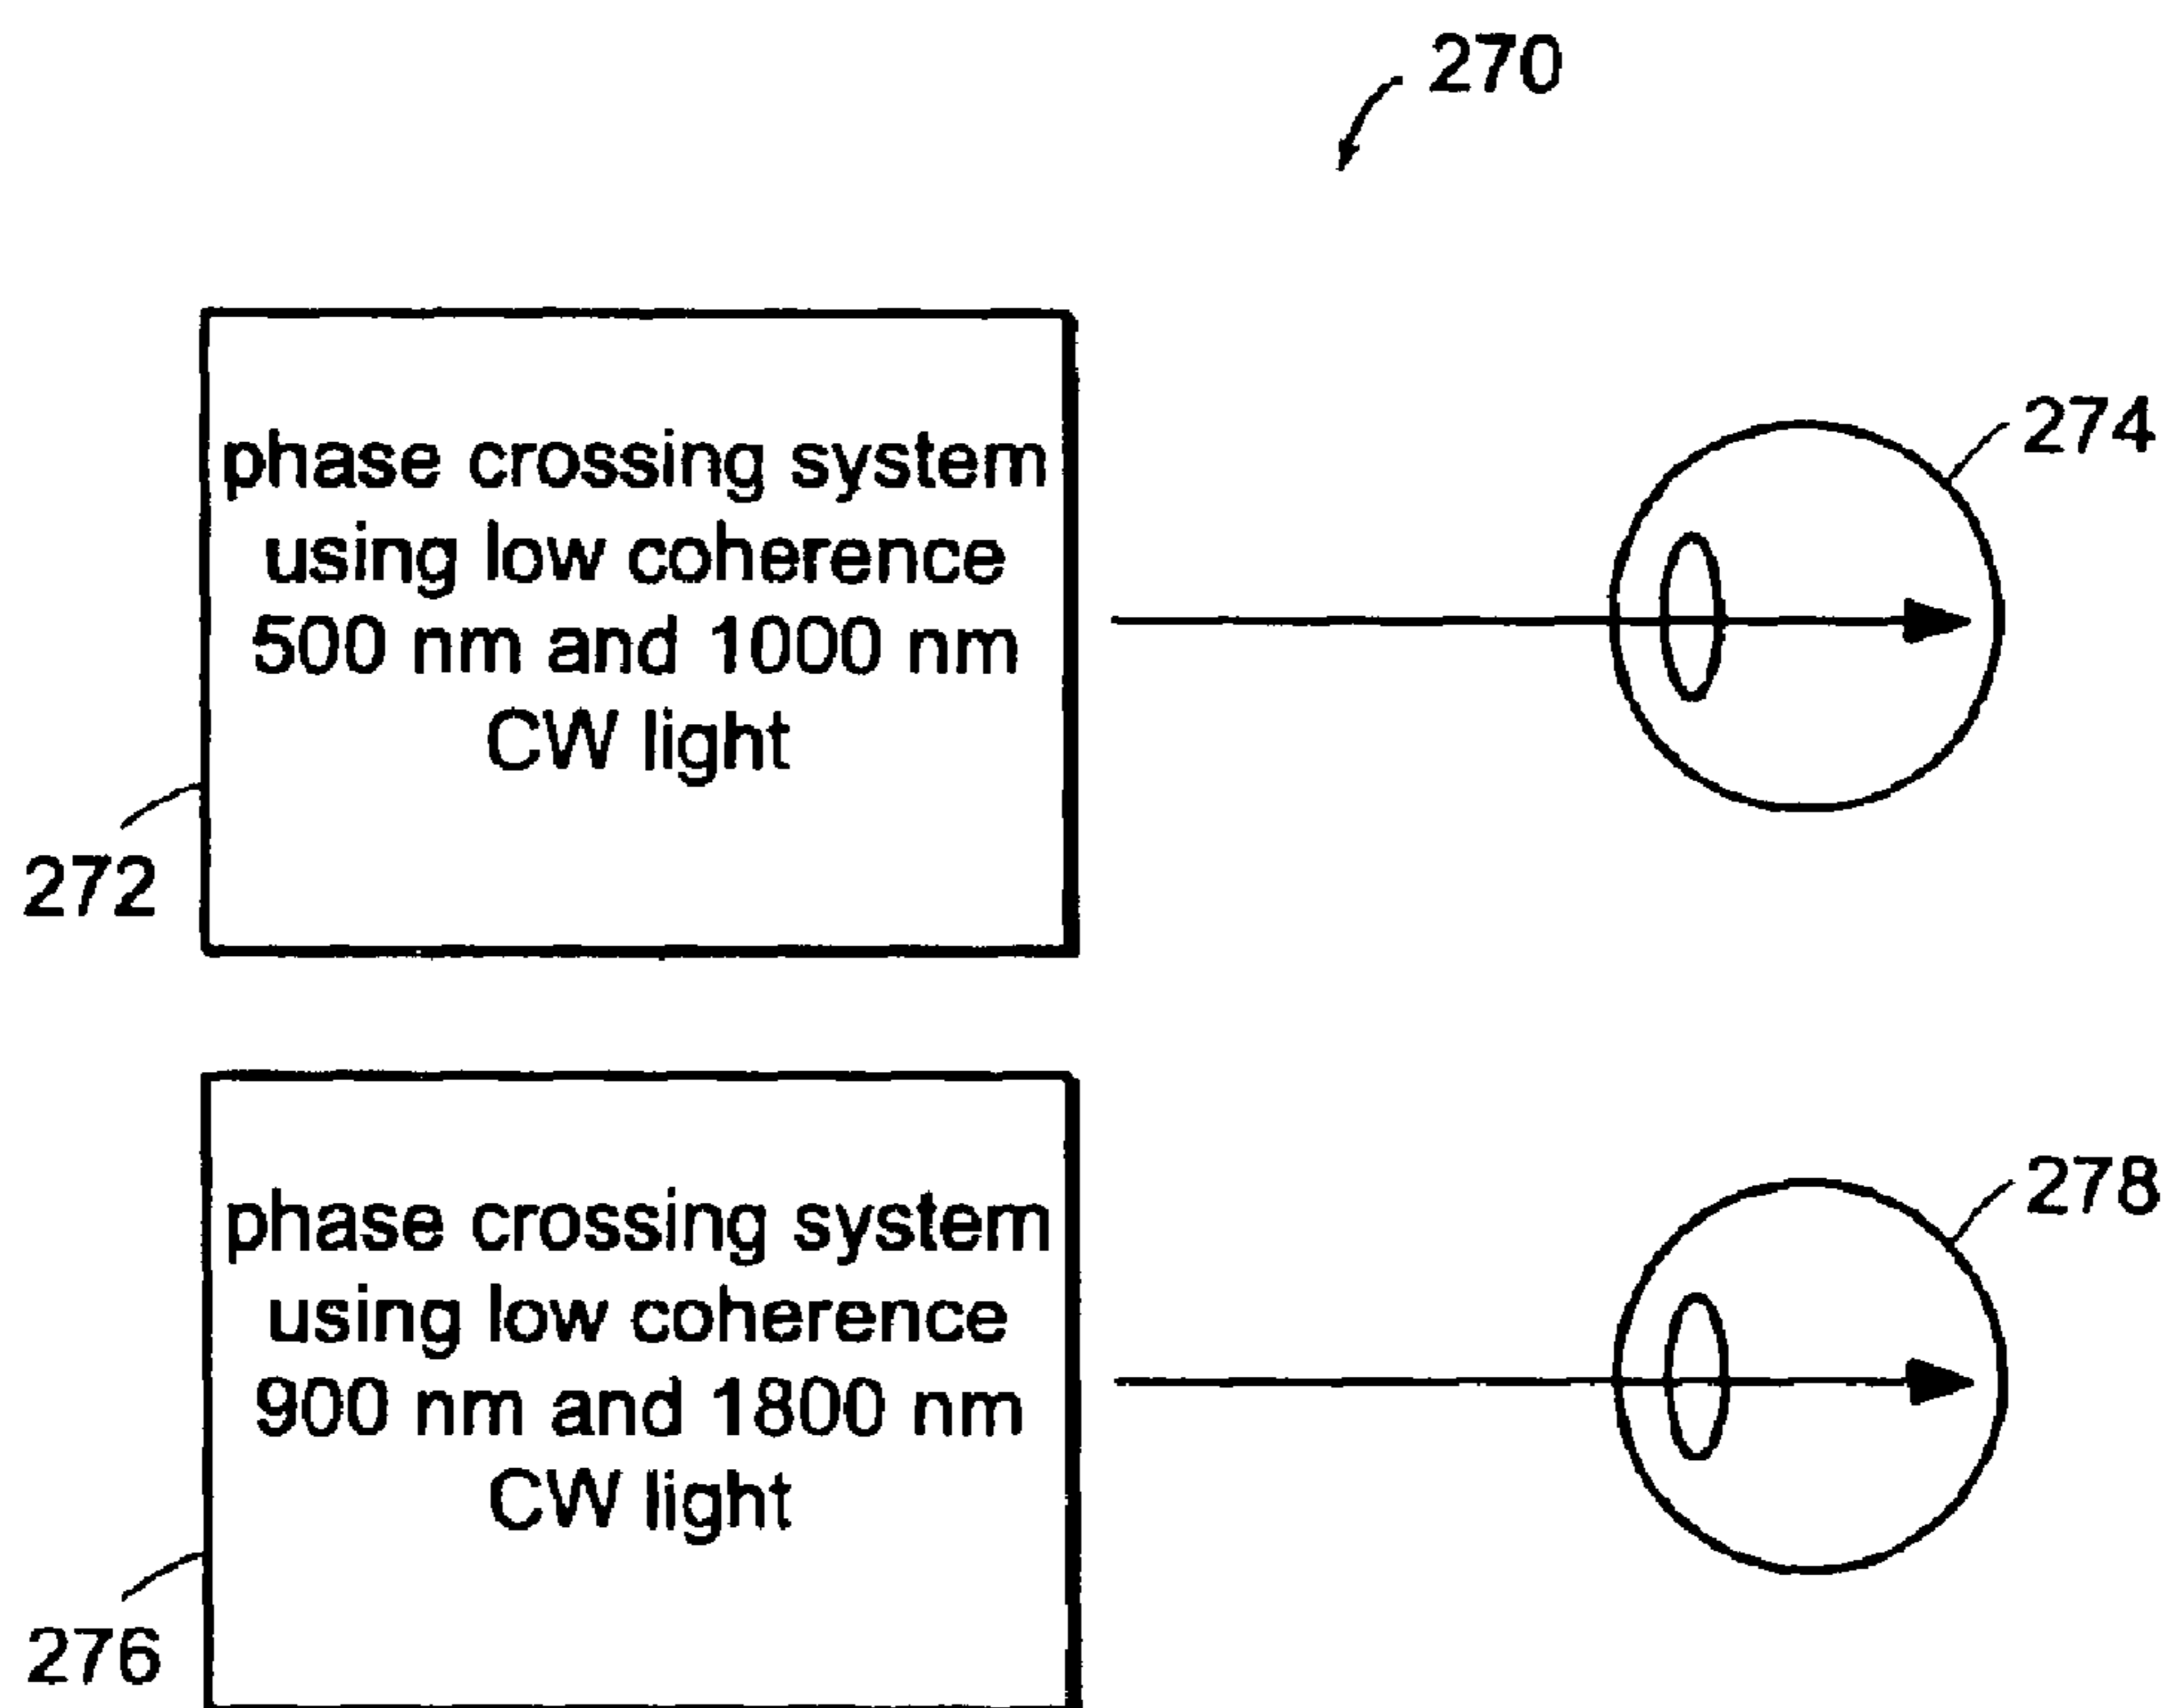 270
274
phase crossing system
using low coherence
500 nm and 1000 nm
CW light
272
278
phase crossing system
using low coherence
900 nm and 1800 nm
CW light
276